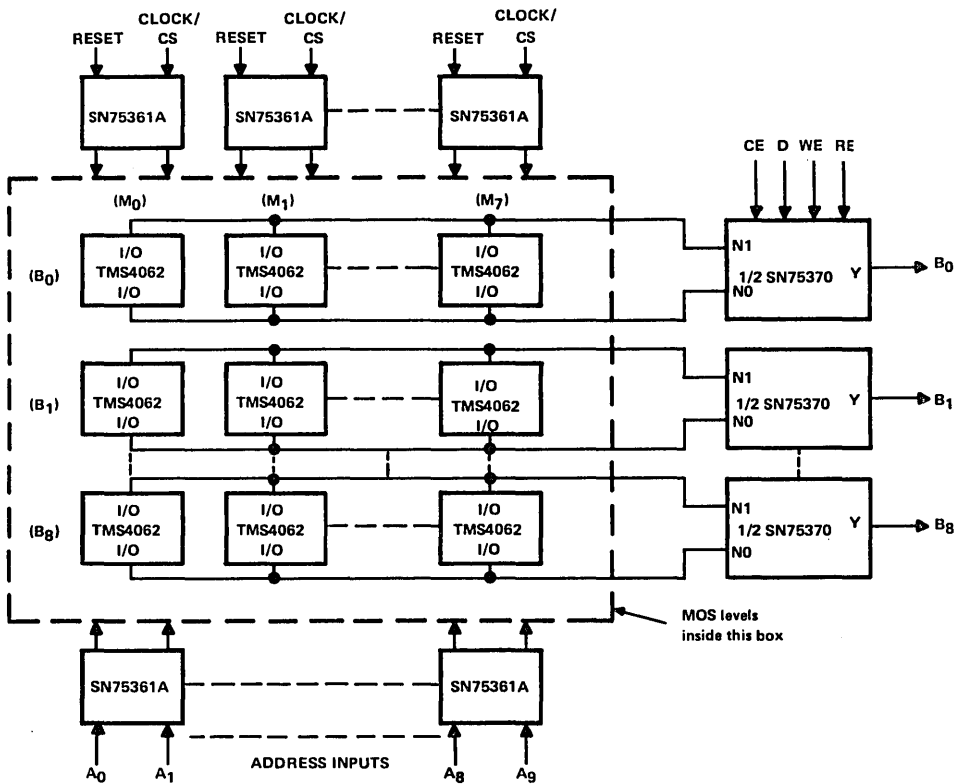 CLOCK/ CLOCK/ CLOCK/
RESET CS RESET CS RESET CS
SN75361A SN75361A SN75361A
CE D WE RE
(M0) (M1) (M7)
I/O I/O I/O N1
(B0) TMS4062 TMS4062 TMS4062 1/2 SN75370 Y B0
I/O I/O I/O N0
I/O I/O I/O N1
(B1) TMS4062 TMS4062 TMS4062 1/2 SN75370 Y B1
I/O I/O I/O N0
I/O I/O I/O N1
(B8) TMS4062 TMS4062 TMS4062 1/2 SN75370 Y B8
I/O I/O I/O N0
MOS levels
inside this box
SN75361A SN75361A
ADDRESS INPUTS
A0 A1 A8 A9